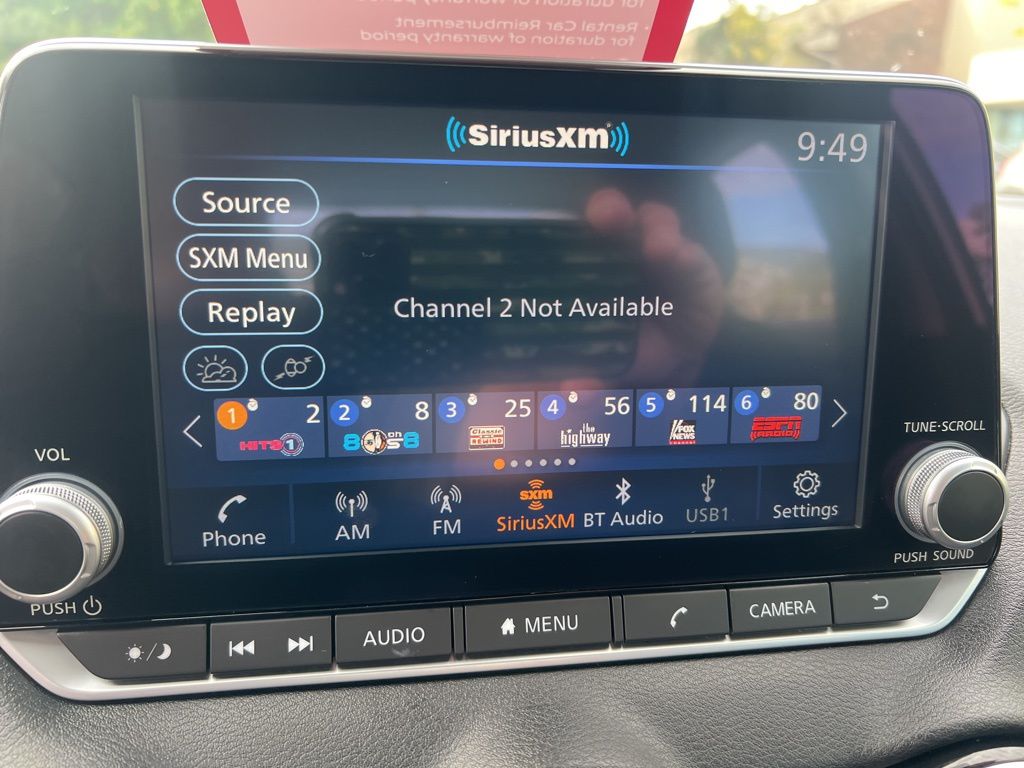 for duration of warranty period
• Rental Car Reimbursement
for duration of warranty period
SiriusXM
9:49
Source
SXM Menu
Replay
Channel 2 Not Available
1 2 2 8 3 25 4 56 5 114 6 80
HITS 1
80s on 8
Classic REWIND
the highway
FOX NEWS channel
ESPN RADIO
VOL
TUNE·SCROLL
Phone
AM
FM
sxm
SiriusXM
BT Audio
USB1
Settings
PUSH
PUSH SOUND
AUDIO
MENU
CAMERA